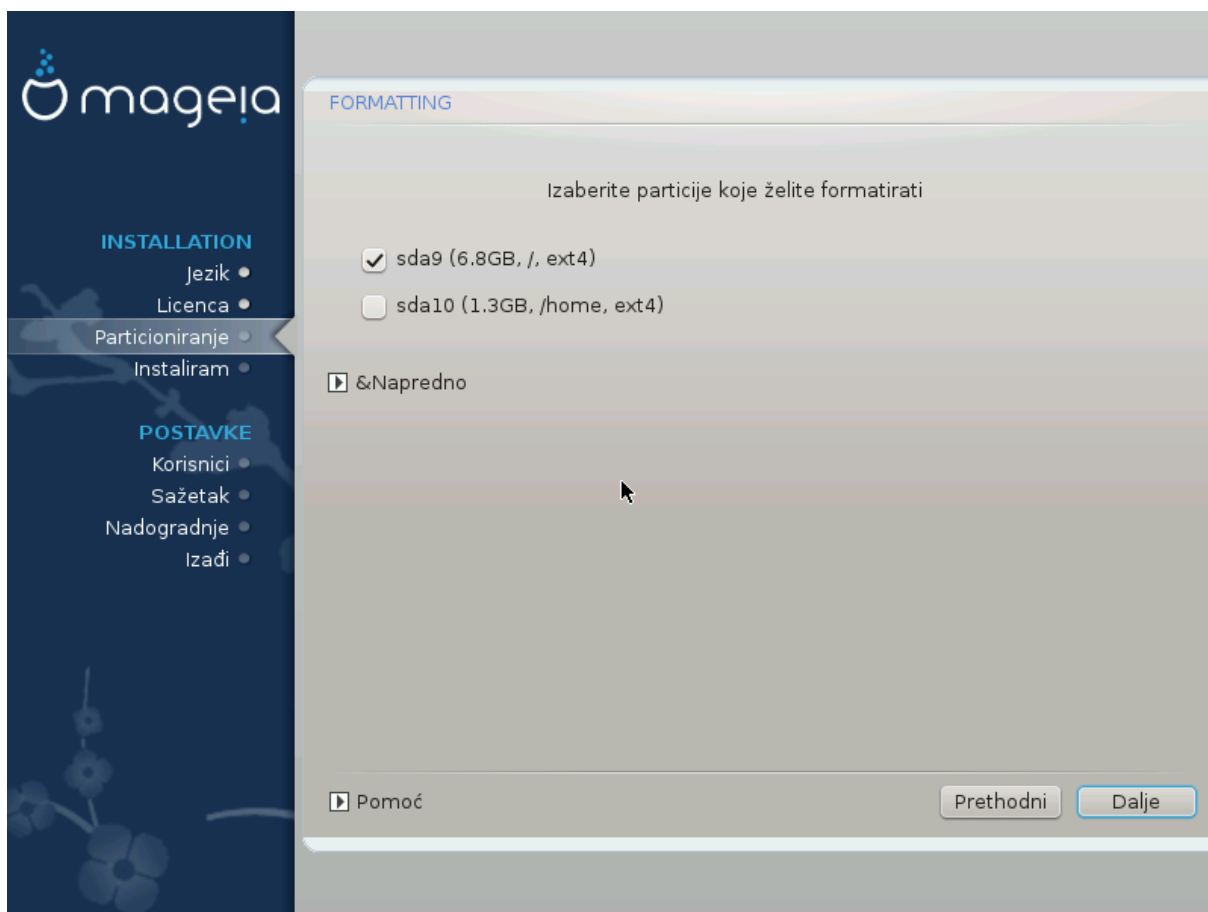 mageia
INSTALLATION
Jezik
Licenca
Particioniranje
Instaliram
POSTAVKE
Korisnici
Sažetak
Nadogradnje
Izađi
FORMATTING
Izaberite particije koje želite formatirati
sda9 (6.8GB, /, ext4)
sda10 (1.3GB, /home, ext4)
&Napredno
Pomoć
Prethodni
Dalje